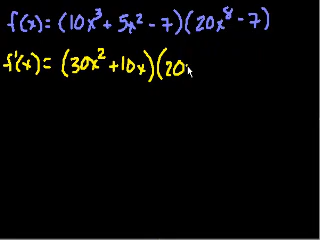 f(x) = (10x³ + 5x² - 7)(20x⁸ - 7)
f'(x) = (30x² + 10x)(20